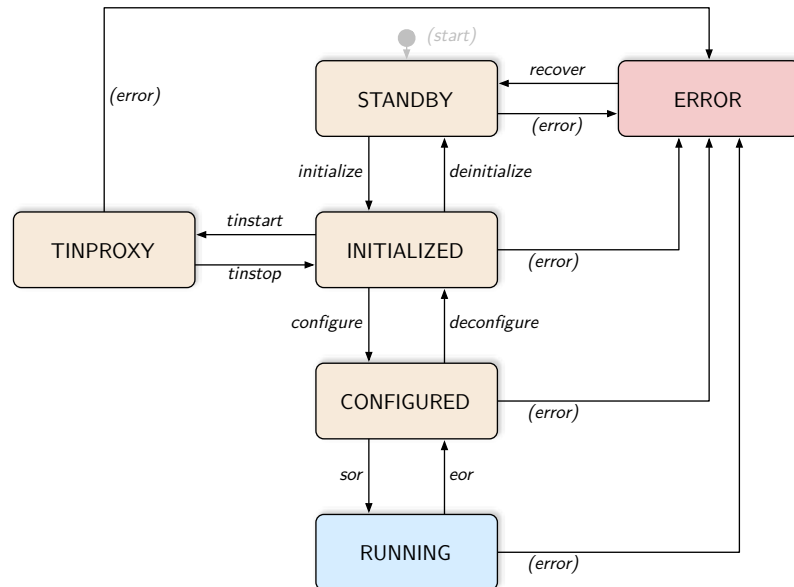 (start)
recover
STANDBY
ERROR
(error)
(error)
initialize
deinitialize
tinstart
TINPROXY
INITIALIZED
tinstop
(error)
configure
deconfigure
CONFIGURED
(error)
sor
eor
RUNNING
(error)